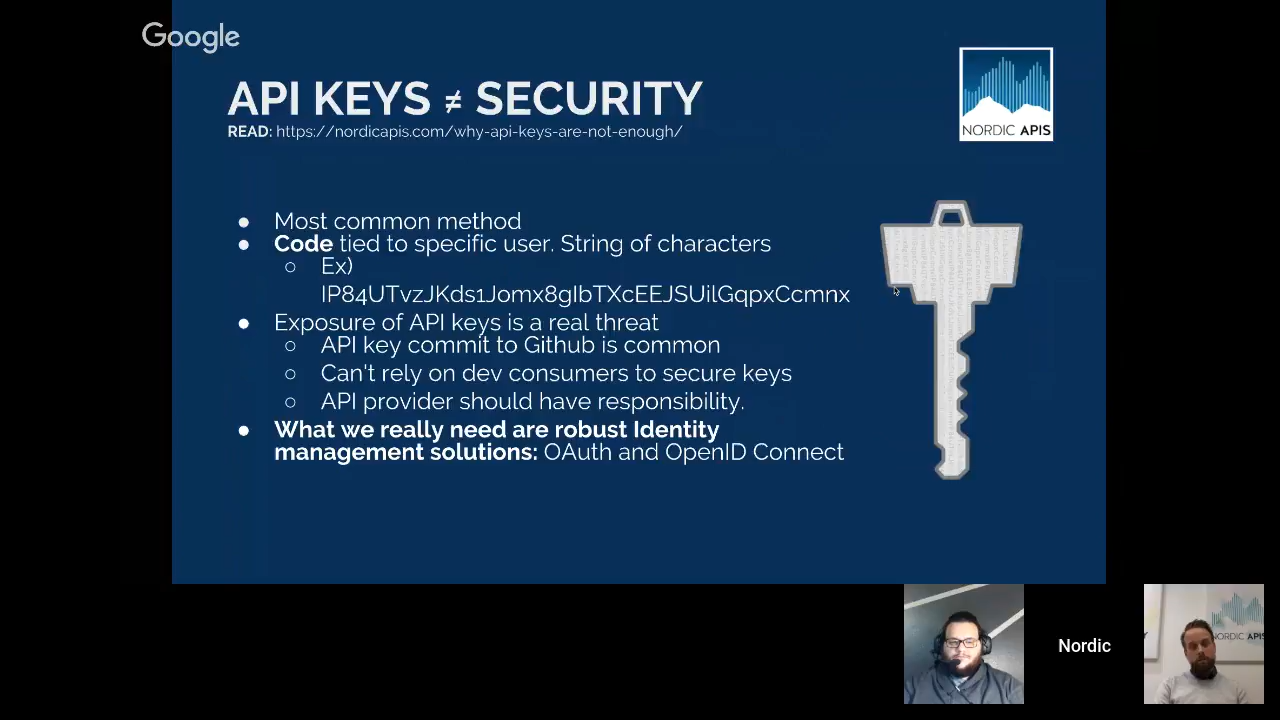 Google
API KEYS ≠ SECURITY
READ: https://nordicapis.com/why-api-keys-are-not-enough/
NORDIC APIS
● Most common method
● Code tied to specific user. String of characters
○ Ex)
IP84UTvzJKds1Jomx8gIbTXcEEJSUilGqpxCcmnx
● Exposure of API keys is a real threat
○ API key commit to Github is common
○ Can't rely on dev consumers to secure keys
○ API provider should have responsibility.
● What we really need are robust Identity
management solutions: OAuth and OpenID Connect
Nordic
NORDIC APIS